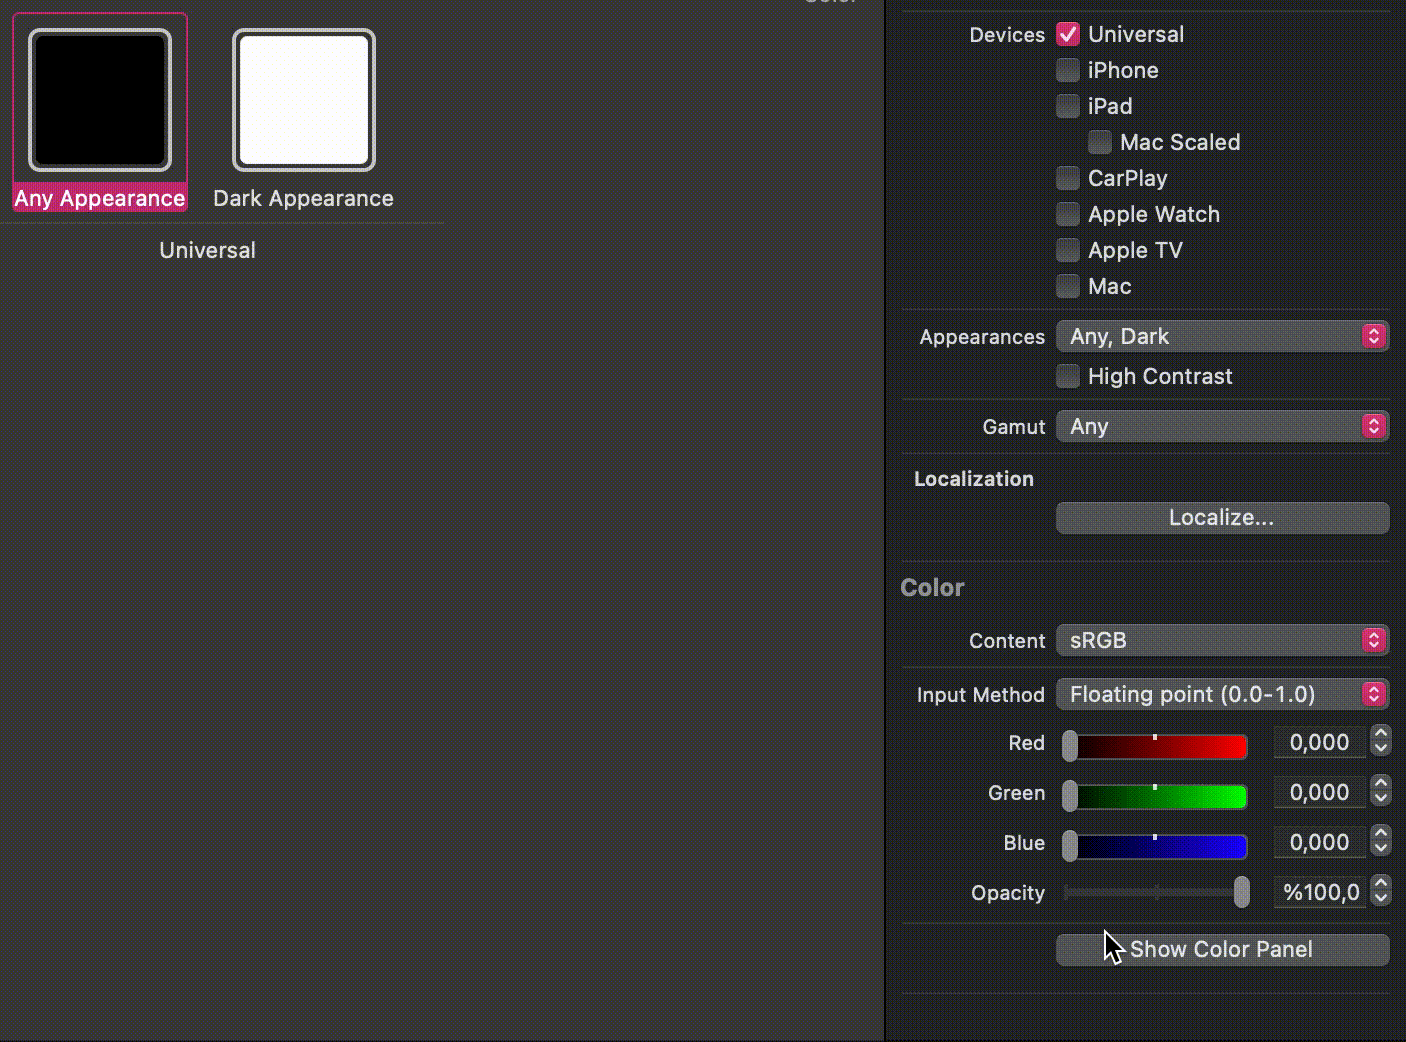 Any Appearance
Dark Appearance
Universal
Devices
Universal
iPhone
iPad
Mac Scaled
CarPlay
Apple Watch
Apple TV
Mac
Appearances
Any, Dark
High Contrast
Gamut
Any
Localization
Localize...
Color
Content
sRGB
Input Method
Floating point (0.0-1.0)
Red
0,000
Green
0,000
Blue
0,000
Opacity
%100,0
Show Color Panel